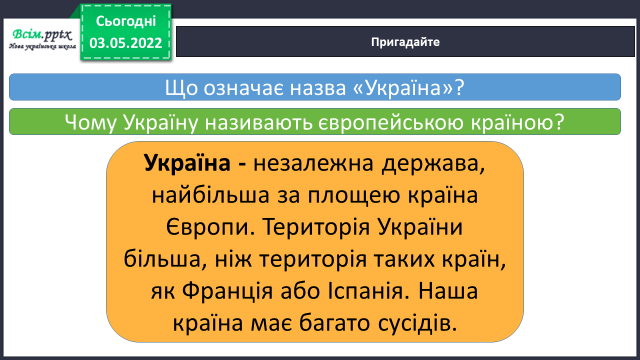 Всім.pptx
Нова українська школа
Сьогодні
03.05.2022
Пригадайте
Що означає назва «Україна»?
Чому Україну називають європейською країною?
Україна - незалежна держава,
найбільша за площею країна
Європи. Територія України
більша, ніж територія таких країн,
як Франція або Іспанія. Наша
країна має багато сусідів.